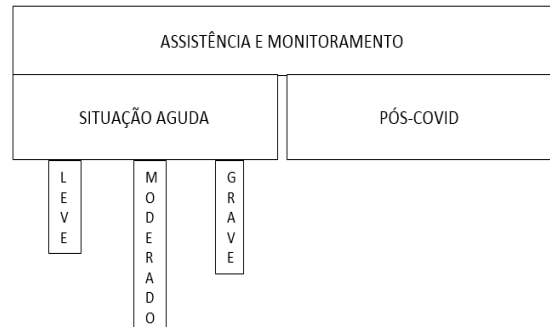 ASSISTÊNCIA E MONITORAMENTO
SITUAÇÃO AGUDA
PÓS-COVID
LEVE
MODERADO
GRAVE